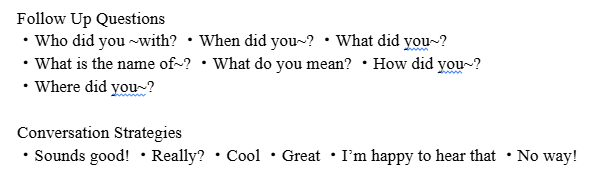 Follow Up Questions
・Who did you ~with? ・When did you~? ・What did you~?
・What is the name of~? ・What do you mean? ・How did you~?
・Where did you~?
Conversation Strategies
・Sounds good! ・Really? ・Cool ・Great ・I’m happy to hear that ・No way!